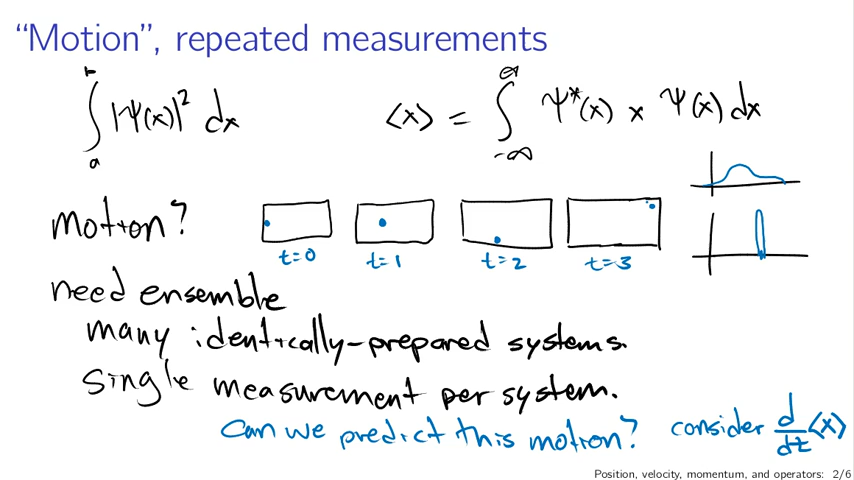 “Motion”, repeated measurements
∫ₐᵇ |Ψ(x)|² dx    ⟨x⟩ = ∫₋∞^∞ Ψ*(x) x Ψ(x) dx
motion?
t=0 t=1 t=2 t=3
need ensemble
many identically-prepared systems.
single measurement per system.
Can we predict this motion? consider d/dt ⟨x⟩
Position, velocity, momentum, and operators: 2/6